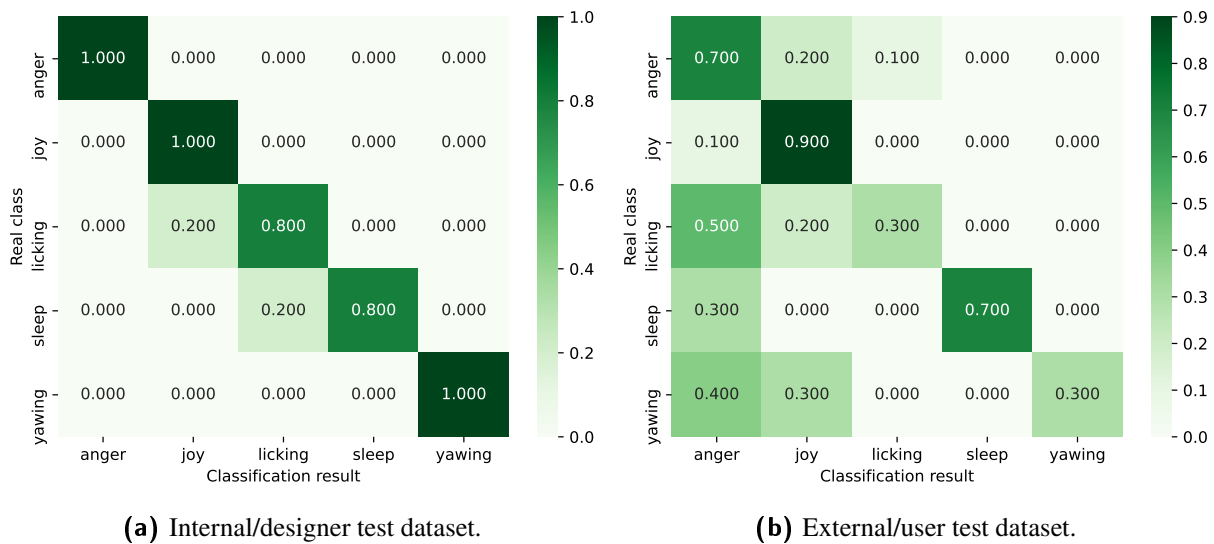 1.000 0.000 0.000 0.000 0.000
0.000 1.000 0.000 0.000 0.000
0.000 0.200 0.800 0.000 0.000
0.000 0.000 0.200 0.800 0.000
0.000 0.000 0.000 0.000 1.000
anger
joy
licking
sleep
yawing
Real class
anger joy licking sleep yawing
Classification result
1.0
0.8
0.6
0.4
0.2
0.0
(a) Internal/designer test dataset.
0.700 0.200 0.100 0.000 0.000
0.100 0.900 0.000 0.000 0.000
0.500 0.200 0.300 0.000 0.000
0.300 0.000 0.000 0.700 0.000
0.400 0.300 0.000 0.000 0.300
anger
joy
licking
sleep
yawing
Real class
anger joy licking sleep yawing
Classification result
0.9
0.8
0.7
0.6
0.5
0.4
0.3
0.2
0.1
0.0
(b) External/user test dataset.